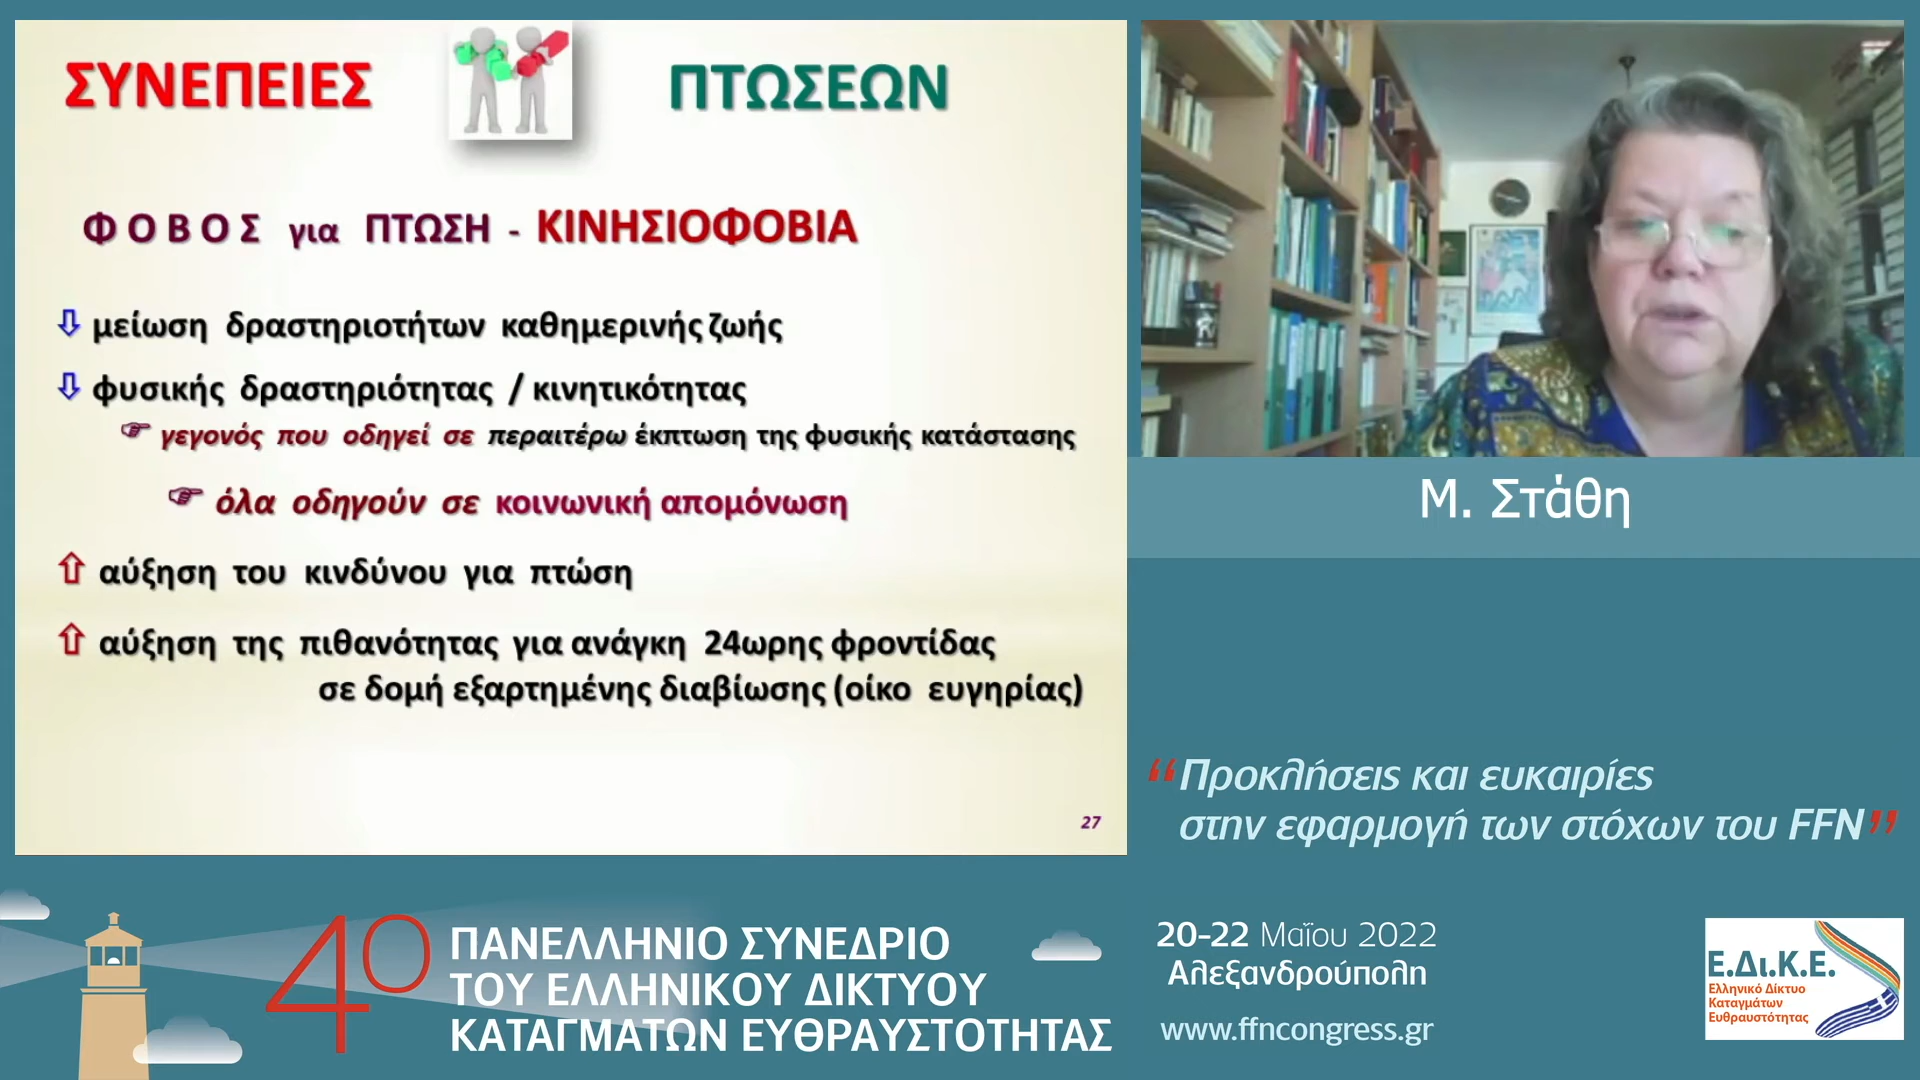 ΣΥΝΕΠΕΙΕΣ ΠΤΩΣΕΩΝ
Φ Ο Β Ο Σ για ΠΤΩΣΗ - ΚΙΝΗΣΙΟΦΟΒΙΑ
μείωση δραστηριοτήτων καθημερινής ζωής
φυσικής δραστηριότητας / κινητικότητας
γεγονός που οδηγεί σε περαιτέρω έκπτωση της φυσικής κατάστασης
όλα οδηγούν σε κοινωνική απομόνωση
αύξηση του κινδύνου για πτώση
αύξηση της πιθανότητας για ανάγκη 24ωρης φροντίδας
σε δομή εξαρτημένης διαβίωσης (οίκο ευγηρίας)
27
Μ. Στάθη
“Προκλήσεις και ευκαιρίες
στην εφαρμογή των στόχων του FFN”
4ο
ΠΑΝΕΛΛΗΝΙΟ ΣΥΝΕΔΡΙΟ
ΤΟΥ ΕΛΛΗΝΙΚΟΥ ΔΙΚΤΥΟΥ
ΚΑΤΑΓΜΑΤΩΝ ΕΥΘΡΑΥΣΤΟΤΗΤΑΣ
20-22 Μαΐου 2022
Αλεξανδρούπολη
www.ffncongress.gr
Ε.Δι.Κ.Ε.
Ελληνικό Δίκτυο
Καταγμάτων
Ευθραυστότητας